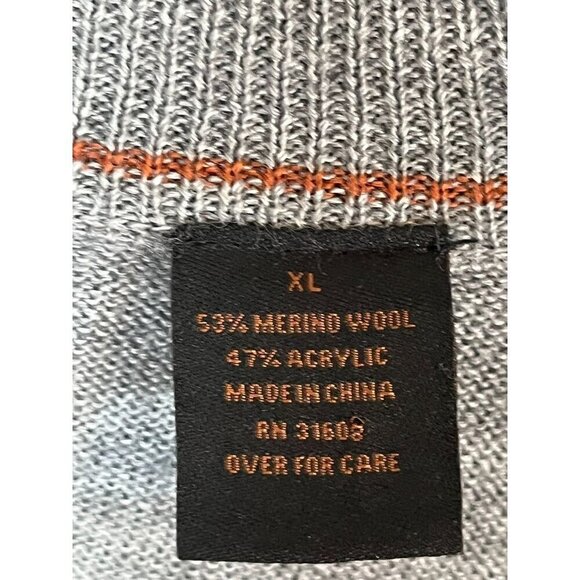 XL
53% MERINO WOOL
47% ACRYLIC
MADE IN CHINA
RN 31608
OVER FOR CARE